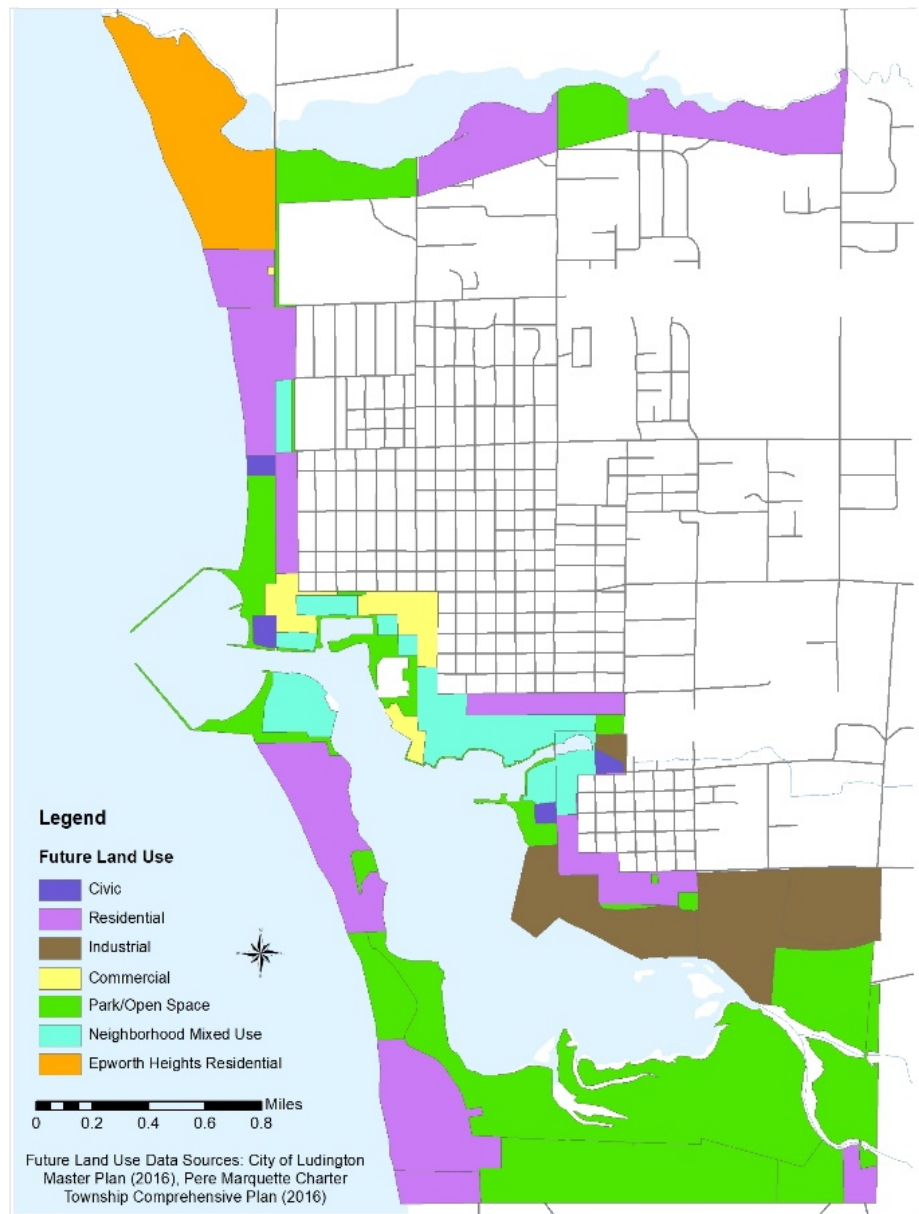 Legend
Future Land Use
Civic
Residential
Industrial
Commercial
Park/Open Space
Neighborhood Mixed Use
Epworth Heights Residential
Miles
0 0.2 0.4 0.6 0.8
Future Land Use Data Sources: City of Ludington
Master Plan (2016), Pere Marquette Charter
Township Comprehensive Plan (2016)